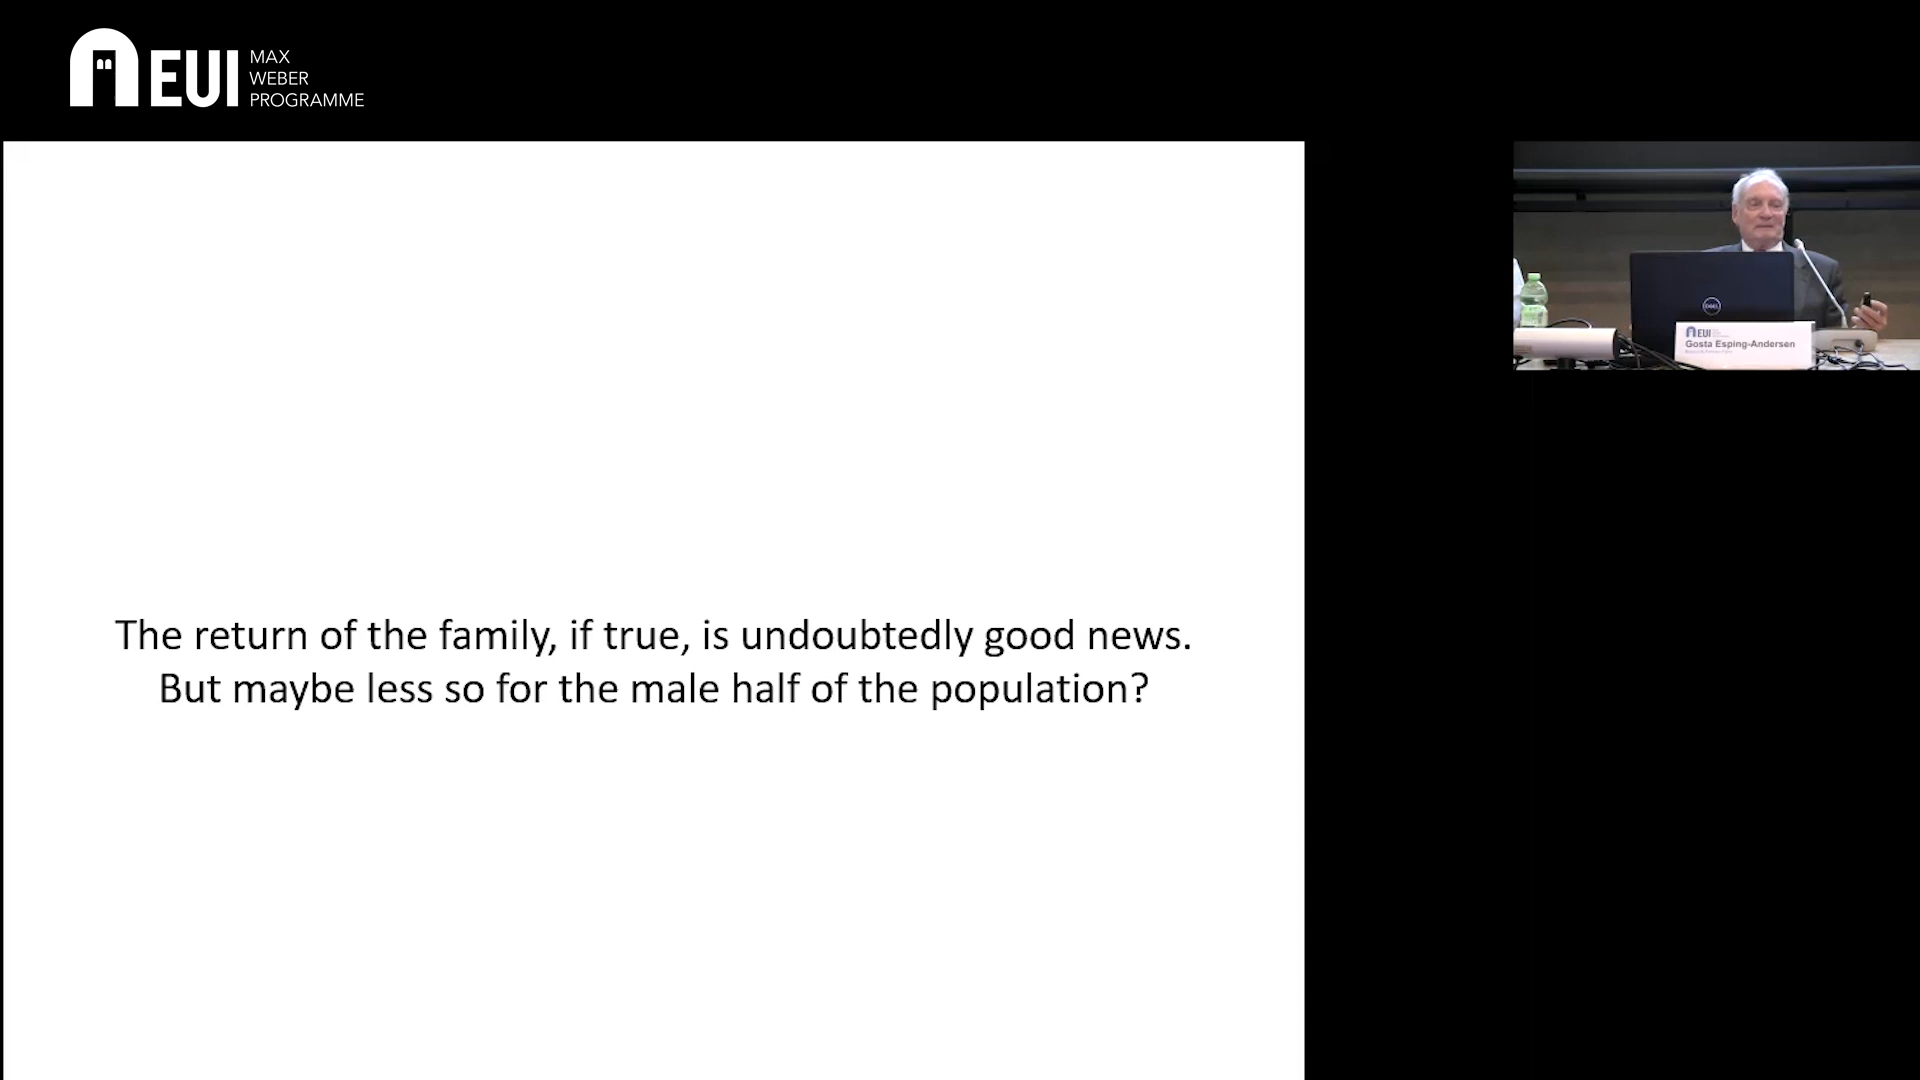 EUI
MAX
WEBER
PROGRAMME
The return of the family, if true, is undoubtedly good news.
But maybe less so for the male half of the population?
DELL
EUI
Gosta Esping-Andersen